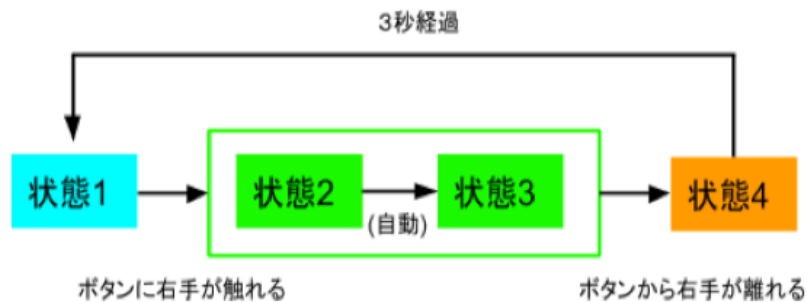 3秒経過
状態1
状態2
(自動)
状態3
状態4
ボタンに右手が触れる
ボタンから右手が離れる